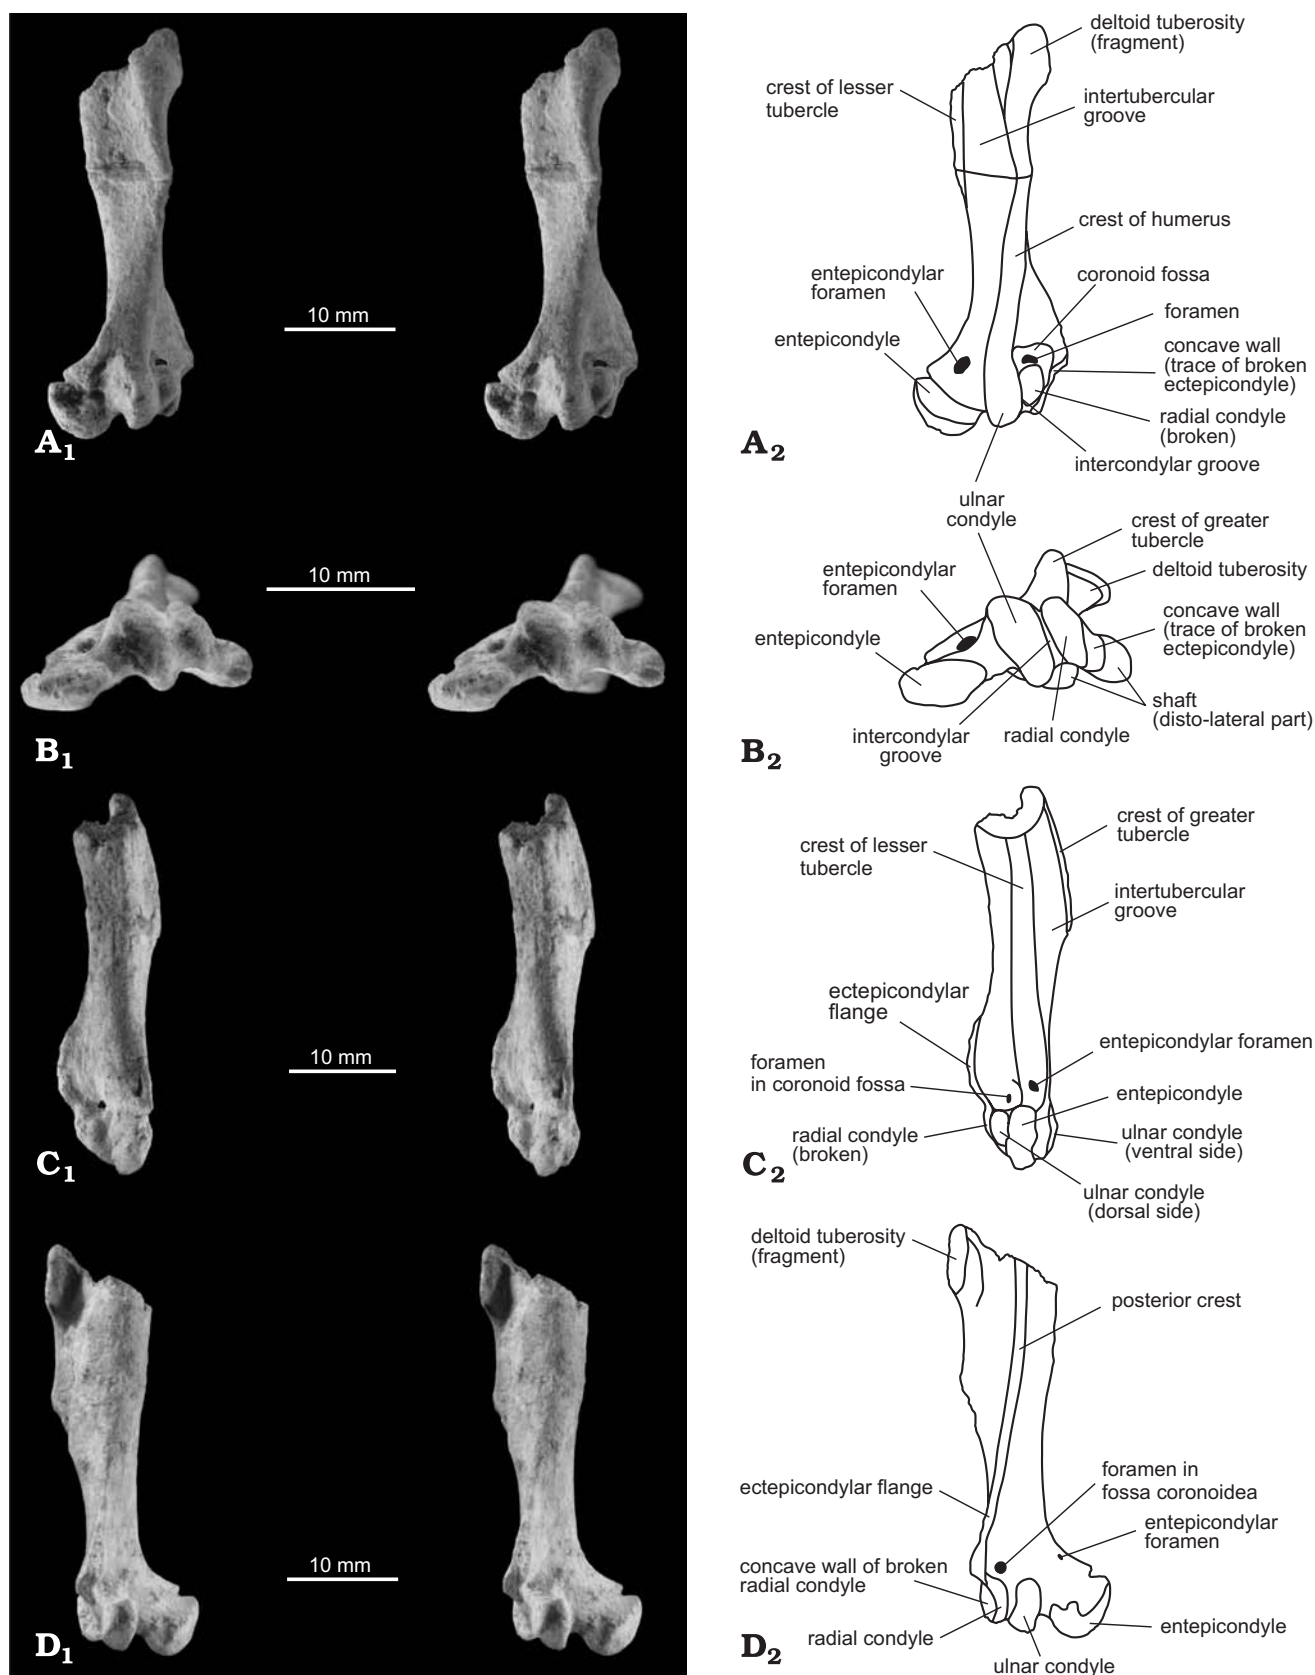 deltoid tuberosity
(fragment)
crest of lesser
tubercle
intertubercular
groove
crest of humerus
entepicondylar
foramen
coronoid fossa
foramen
entepicondyle
concave wall
(trace of broken
ectepicondyle)
10 mm
radial condyle
(broken)
intercondylar groove
A1
A2
ulnar
condyle
crest of greater
tubercle
entepicondylar
foramen
deltoid tuberosity
10 mm
concave wall
(trace of broken
ectepicondyle)
entepicondyle
shaft
(disto-lateral part)
intercondylar
groove
radial condyle
B1
B2
crest of greater
tubercle
crest of lesser
tubercle
intertubercular
groove
ectepicondylar
flange
entepicondylar foramen
foramen
in coronoid fossa
10 mm
entepicondyle
radial condyle
(broken)
ulnar condyle
(ventral side)
C1
C2
ulnar condyle
(dorsal side)
deltoid tuberosity
(fragment)
posterior crest
ectepicondylar flange
foramen in
fossa coronoidea
entepicondylar
foramen
10 mm
concave wall of broken
radial condyle
entepicondyle
radial condyle
D1
D2
ulnar condyle